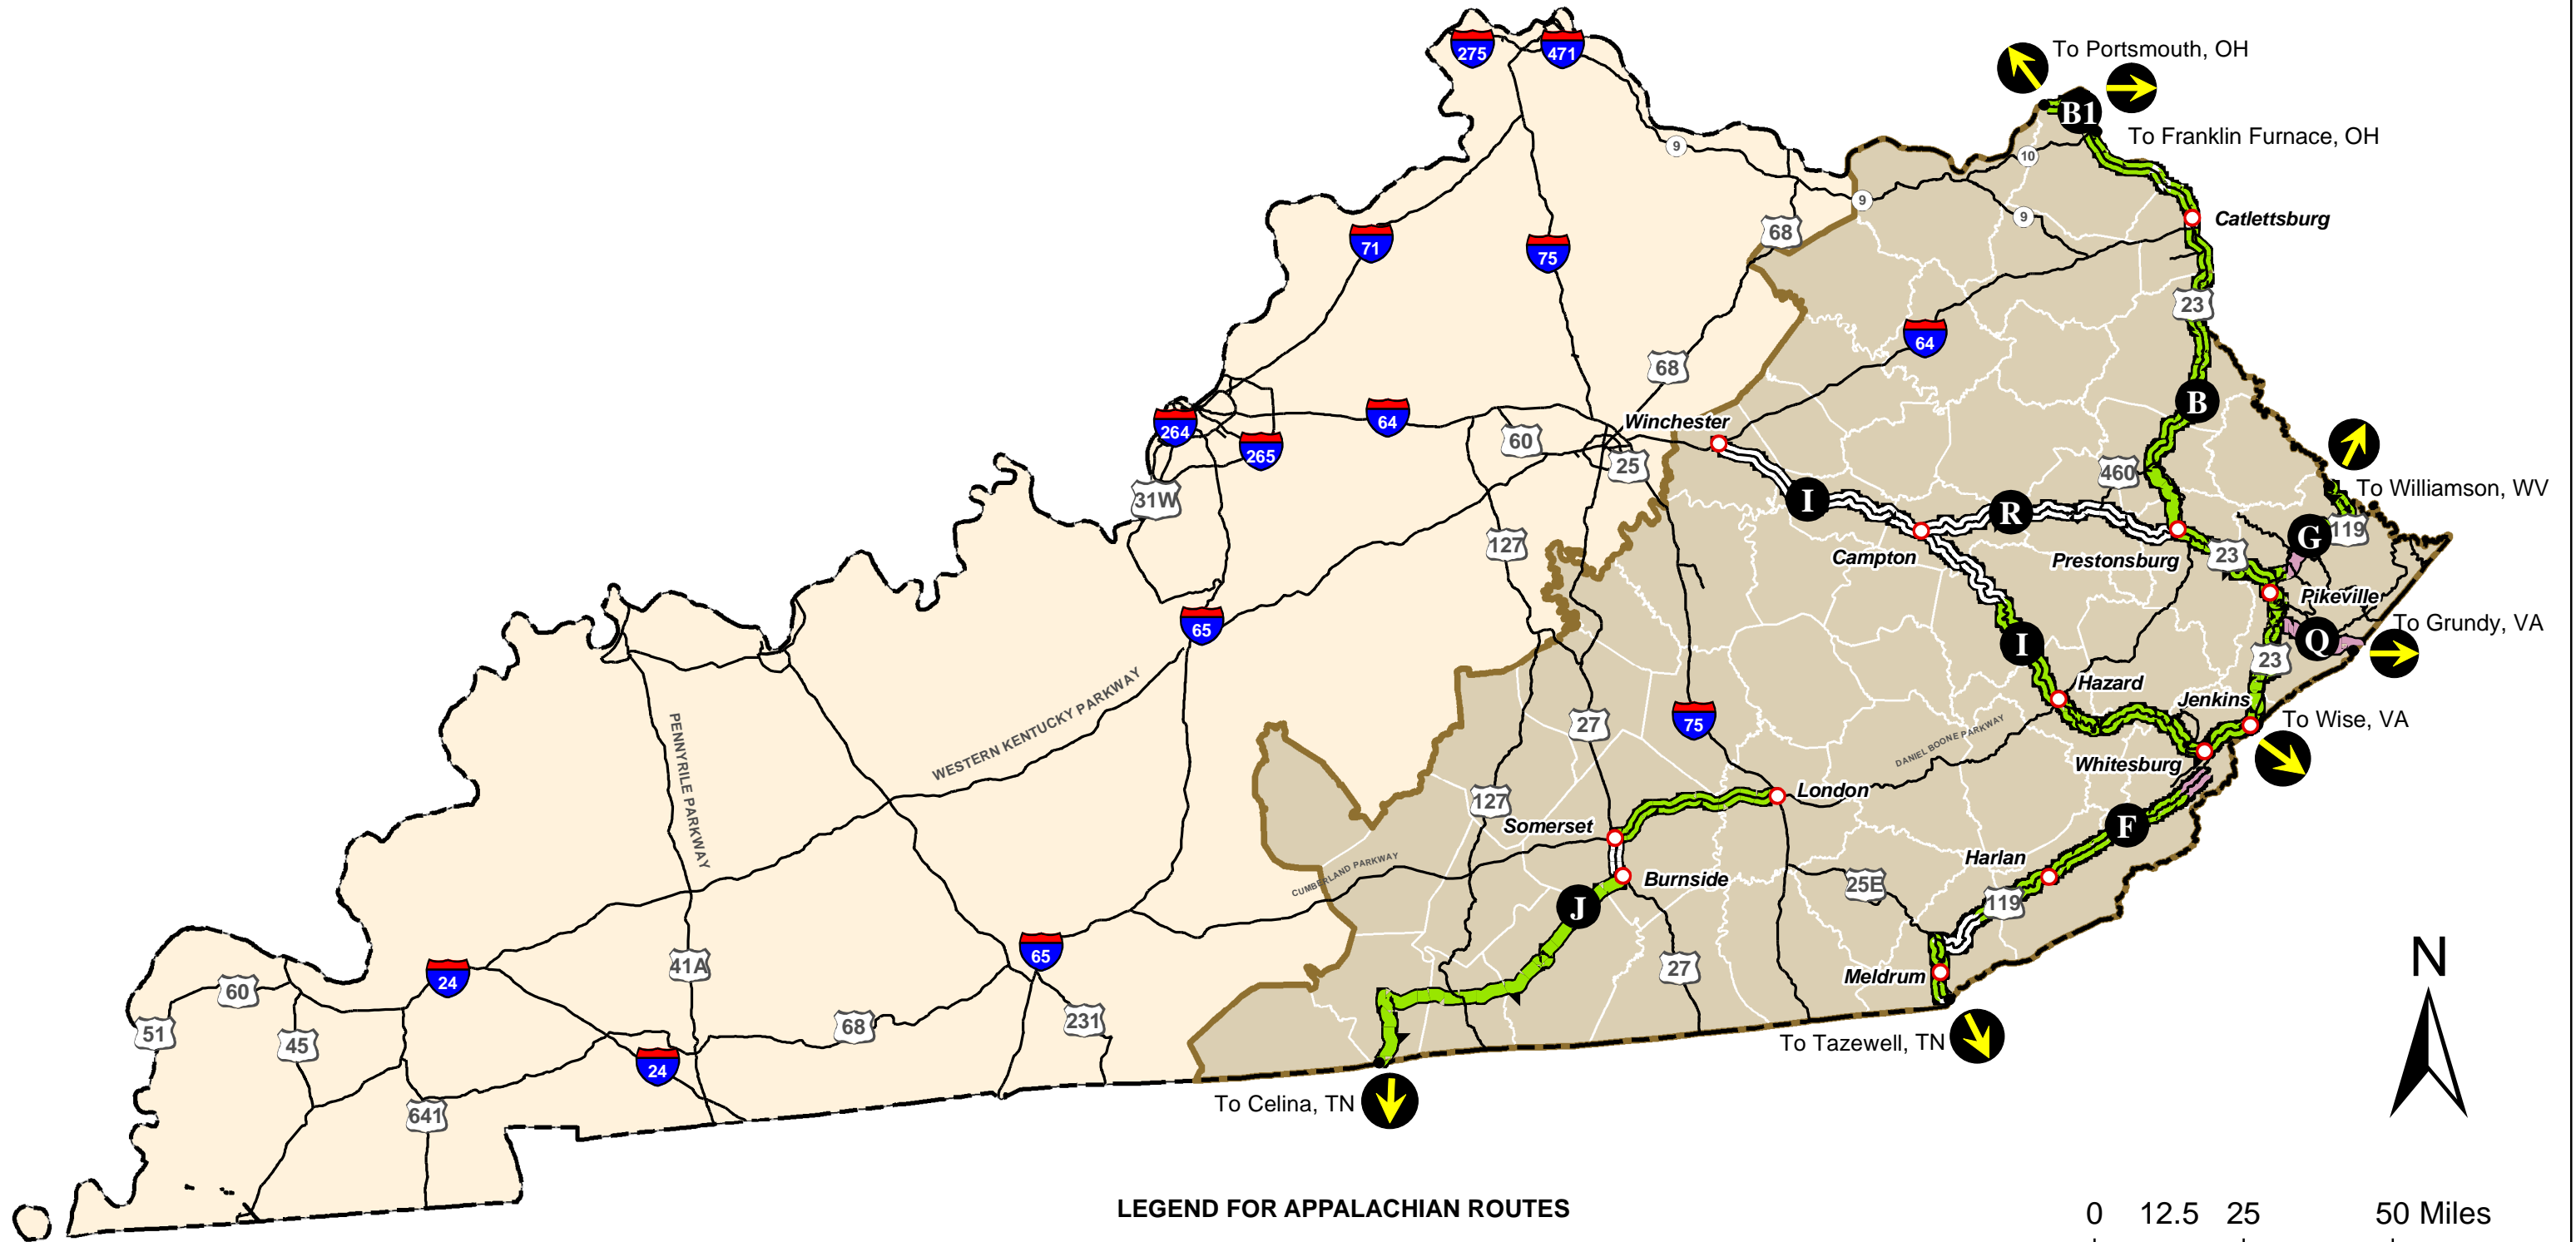 275
471
To Portsmouth, OH
B1
To Franklin Furnace, OH
9
10
9
9
Catlettsburg
68
71
75
23
64
68
B
Winchester
264
64
60
265
25
460
31W
I
R
To Williamson, WV
119
G
127
Campton
Prestonsburg
23
Pikeville
65
To Grundy, VA
I
Q
23
Hazard
Jenkins
WESTERN KENTUCKY PARKWAY
PENNYRILE PARKWAY
27
75
To Wise, VA
DANIEL BOONE PARKWAY
Whitesburg
127
London
Somerset
F
Harlan
CUMBERLAND PARKWAY
Burnside
25E
J
119
65
N
41A
24
27
Meldrum
60
51
45
68
231
To Tazewell, TN
24
To Celina, TN
641
LEGEND FOR APPALACHIAN ROUTES
0 12.5 25 50 Miles